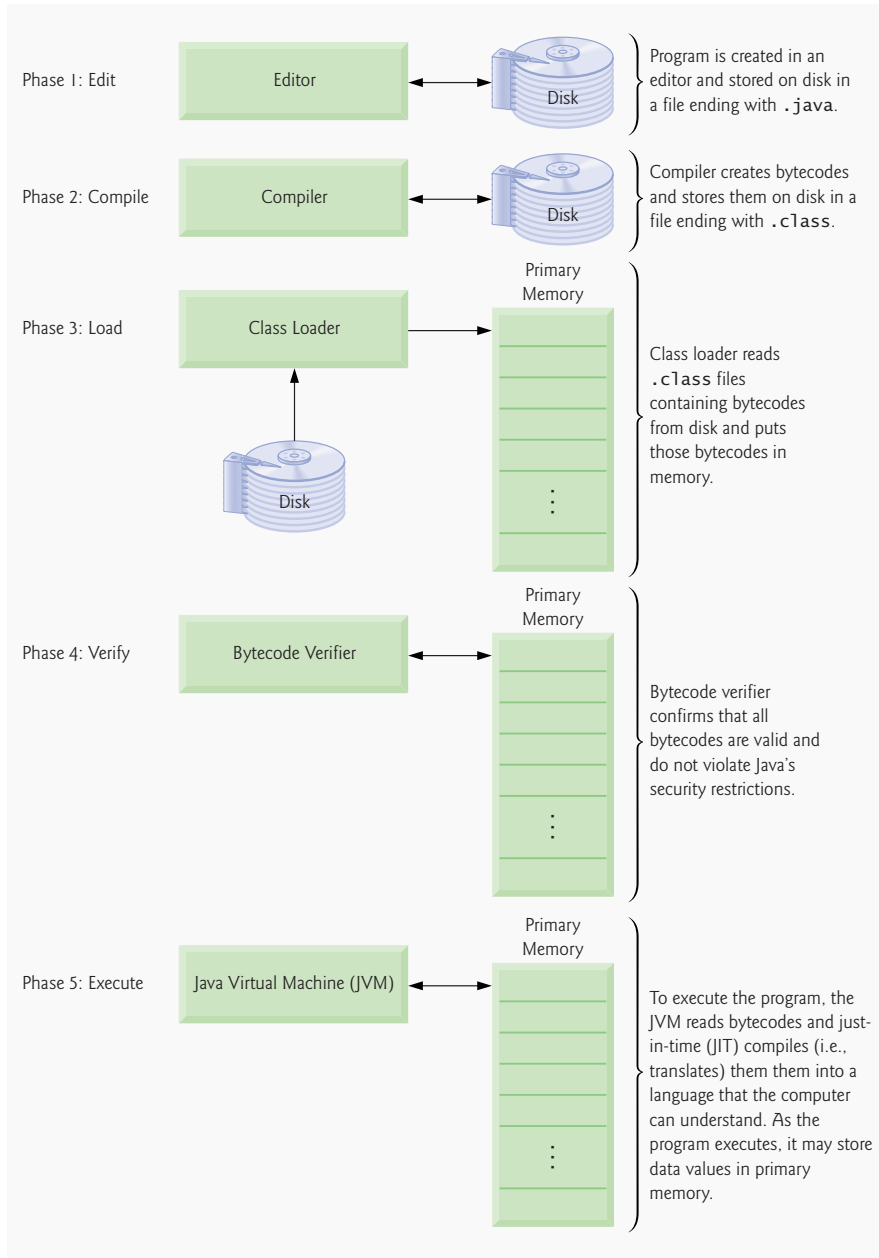 Phase 1: Edit
Editor
Disk
Program is created in an
editor and stored on disk in
a file ending with .java.
Phase 2: Compile
Compiler
Disk
Compiler creates bytecodes
and stores them on disk in a
file ending with .class.
Phase 3: Load
Class Loader
Disk
Primary
Memory
Class loader reads
.class files
containing bytecodes
from disk and puts
those bytecodes in
memory.
Phase 4: Verify
Bytecode Verifier
Primary
Memory
Bytecode verifier
confirms that all
bytecodes are valid and
do not violate Java’s
security restrictions.
Phase 5: Execute
Java Virtual Machine (JVM)
Primary
Memory
To execute the program, the
JVM reads bytecodes and just-
in-time (JIT) compiles (i.e.,
translates) them them into a
language that the computer
can understand. As the
program executes, it may store
data values in primary
memory.